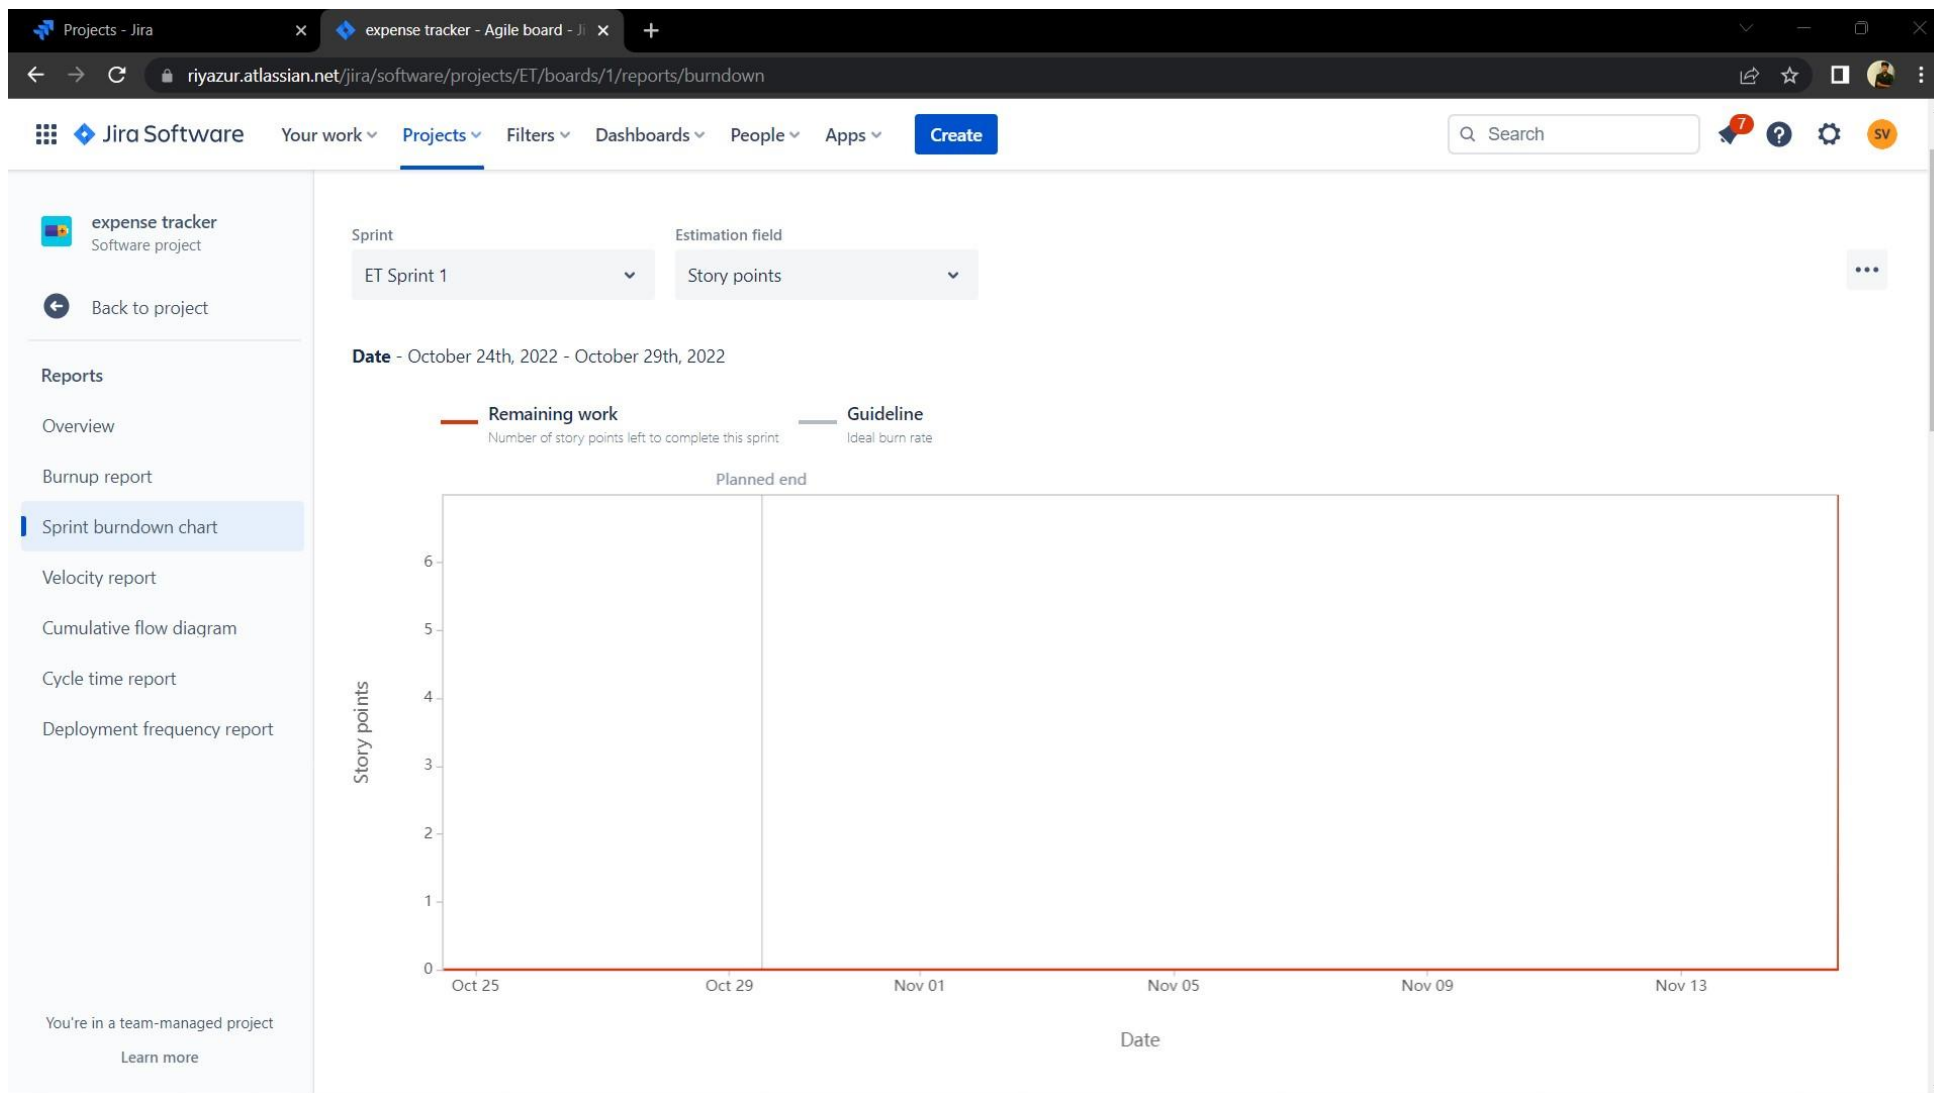 Projects - Jira
expense tracker - Agile board - Ji
riyazur.atlassian.net/jira/software/projects/ET/boards/1/reports/burndown
Jira Software Your work Projects Filters Dashboards People Apps Create Search 7 SV
expense tracker
Software project
Back to project
Reports
Overview
Burnup report
Sprint burndown chart
Velocity report
Cumulative flow diagram
Cycle time report
Deployment frequency report
You're in a team-managed project
Learn more
Sprint Estimation field
ET Sprint 1 Story points
Date - October 24th, 2022 - October 29th, 2022
Remaining work Guideline
Number of story points left to complete this sprint Ideal burn rate
Planned end
Story points
6
5
4
3
2
1
0
Oct 25 Oct 29 Nov 01 Nov 05 Nov 09 Nov 13
Date